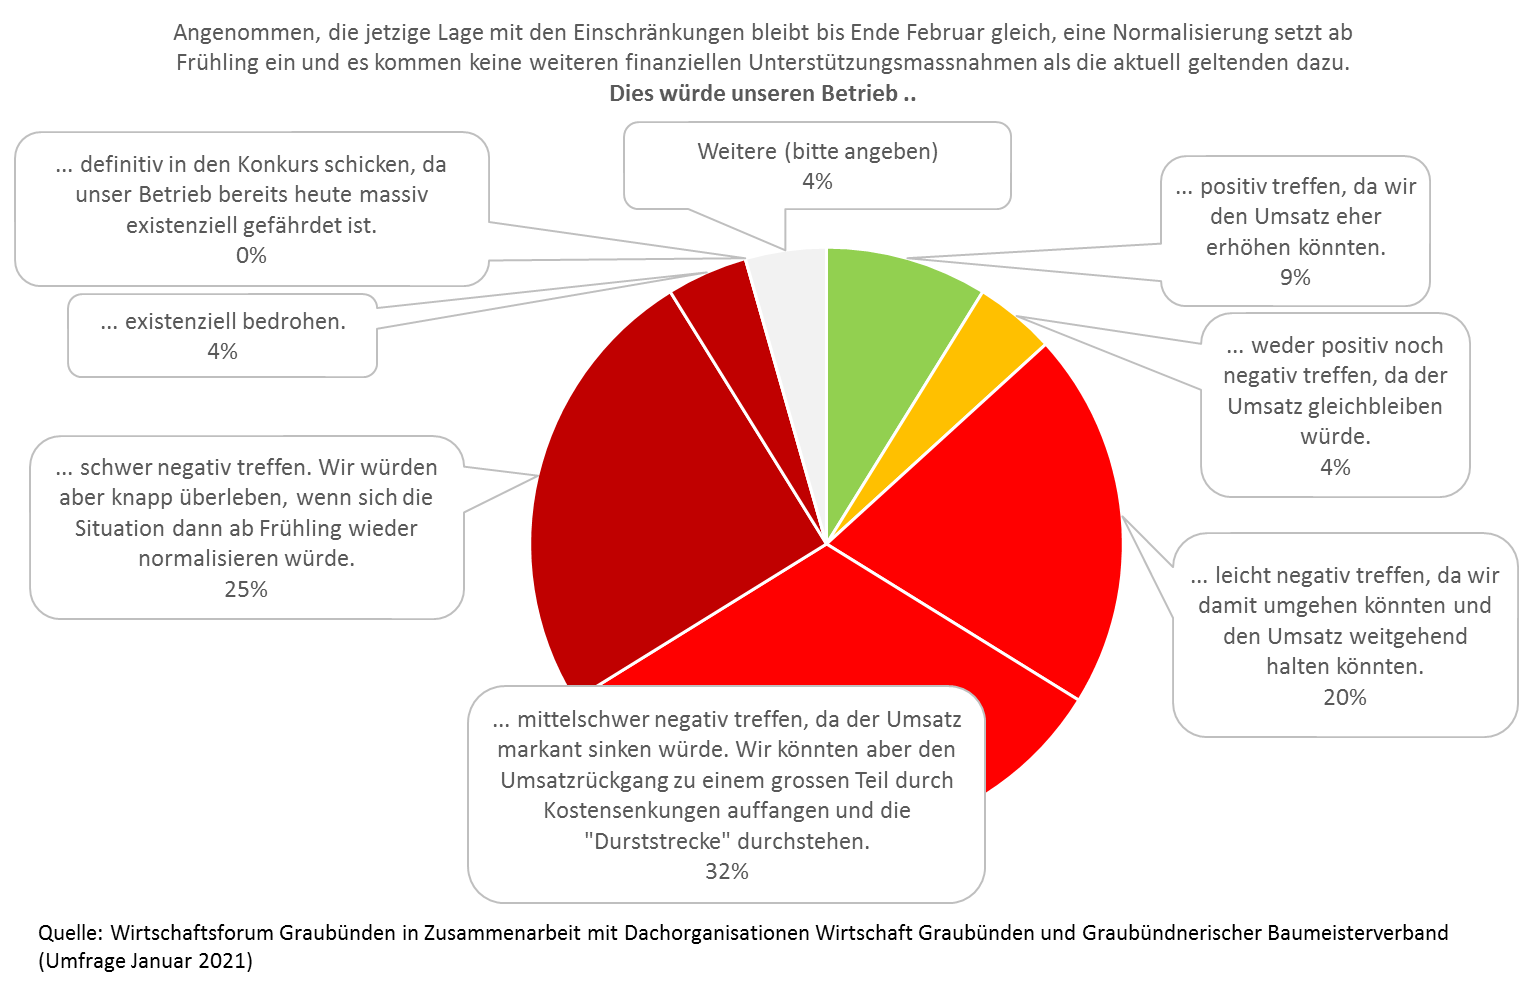 Angenommen, die jetzige Lage mit den Einschränkungen bleibt bis Ende Februar gleich, eine Normalisierung setzt ab
Frühling ein und es kommen keine weiteren finanziellen Unterstützungsmassnahmen als die aktuell geltenden dazu.
Dies würde unseren Betrieb ..
... definitiv in den Konkurs schicken, da
unser Betrieb bereits heute massiv
existenziell gefährdet ist.
0%
Weitere (bitte angeben)
4%
... positiv treffen, da wir
den Umsatz eher
erhöhen könnten.
9%
... existenziell bedrohen.
4%
... weder positiv noch
negativ treffen, da der
Umsatz gleichbleiben
würde.
4%
... schwer negativ treffen. Wir würden
aber knapp überleben, wenn sich die
Situation dann ab Frühling wieder
normalisieren würde.
25%
... leicht negativ treffen, da wir
damit umgehen könnten und
den Umsatz weitgehend
halten könnten.
20%
... mittelschwer negativ treffen, da der Umsatz
markant sinken würde. Wir könnten aber den
Umsatzrückgang zu einem grossen Teil durch
Kostensenkungen auffangen und die
"Durststrecke" durchstehen.
32%
Quelle: Wirtschaftsforum Graubünden in Zusammenarbeit mit Dachorganisationen Wirtschaft Graubünden und Graubündnerischer Baumeisterverband
(Umfrage Januar 2021)